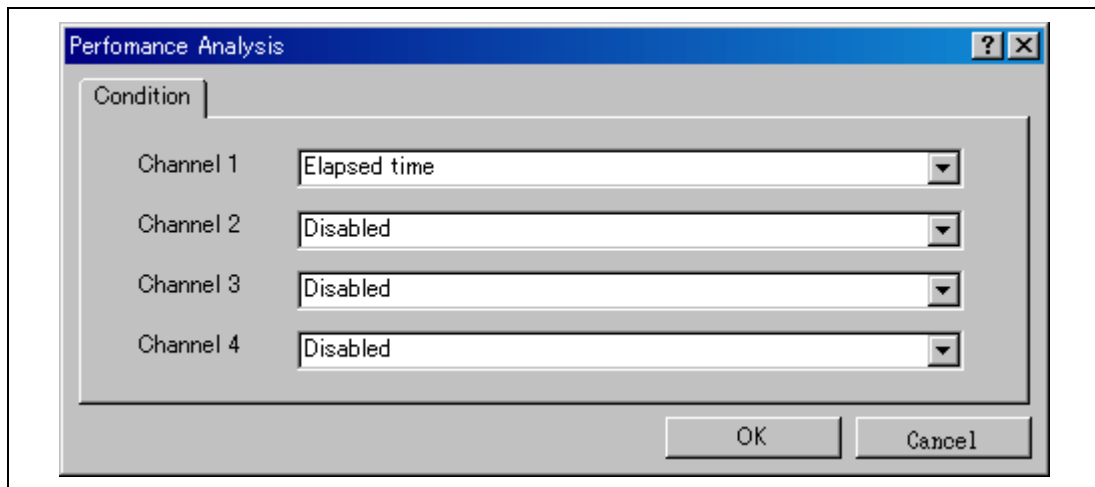 Perfomance Analysis
Condition
Channel 1 Elapsed time
Channel 2 Disabled
Channel 3 Disabled
Channel 4 Disabled
OK Cancel